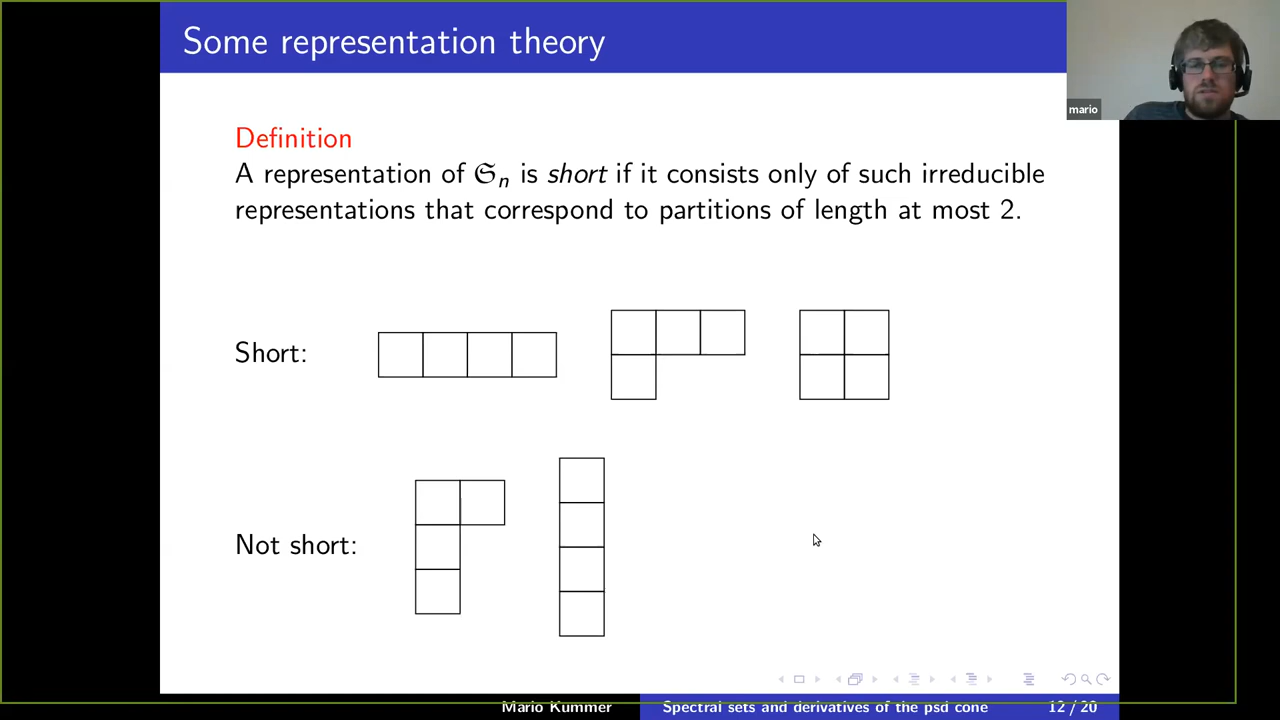 Some representation theory
mario
Definition
A representation of 𝔖n is short if it consists only of such irreducible
representations that correspond to partitions of length at most 2.
Short:
Not short:
Mario Kummer
Spectral sets and derivatives of the psd cone
12 / 20